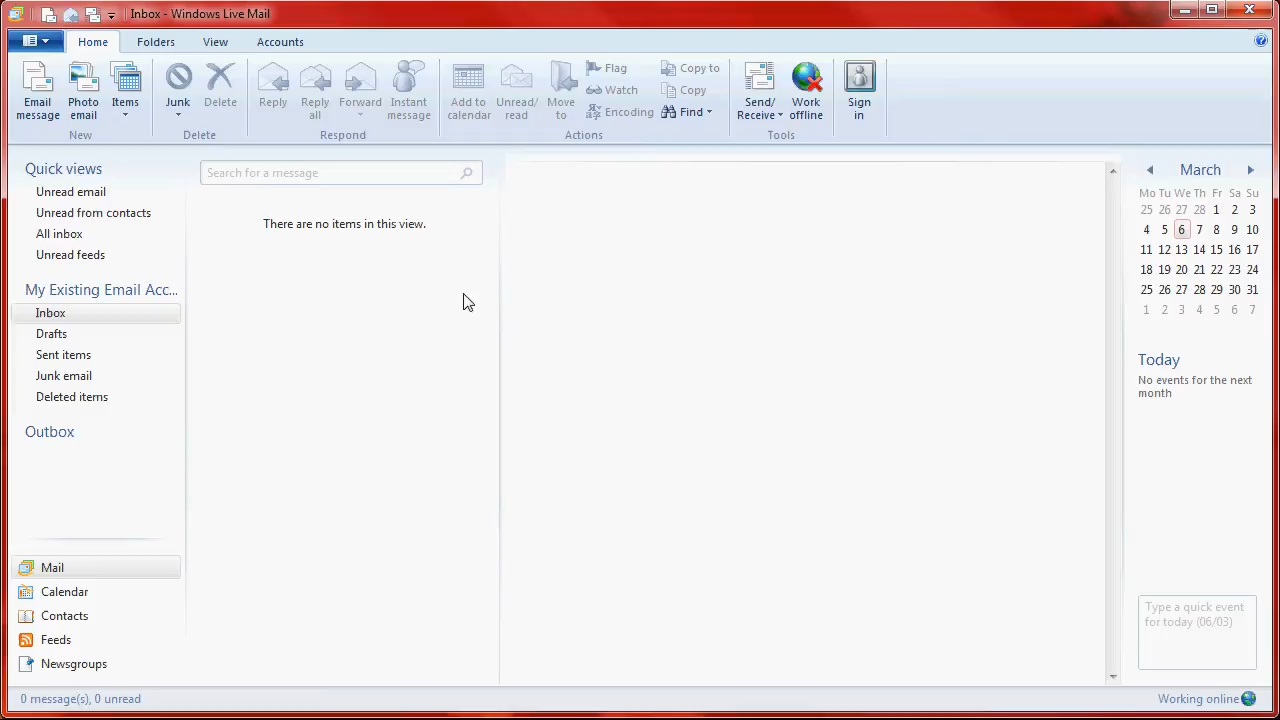 Inbox - Windows Live Mail
Home
Folders
View
Accounts
Email message
Photo email
Items
New
Junk
Delete
Delete
Reply
Reply all
Forward
Instant message
Respond
Add to calendar
Unread/ read
Move to
Flag
Watch
Encoding
Copy to
Copy
Find
Actions
Send/ Receive
Work offline
Tools
Sign in
Quick views
Unread email
Unread from contacts
All inbox
Unread feeds
My Existing Email Acc...
Inbox
Drafts
Sent items
Junk email
Deleted items
Outbox
Mail
Calendar
Contacts
Feeds
Newsgroups
Search for a message
There are no items in this view.
March
Mo Tu We Th Fr Sa Su
25 26 27 28 1 2 3
4 5 6 7 8 9 10
11 12 13 14 15 16 17
18 19 20 21 22 23 24
25 26 27 28 29 30 31
1 2 3 4 5 6 7
Today
No events for the next
month
Type a quick event
for today (06/03)
0 message(s), 0 unread
Working online